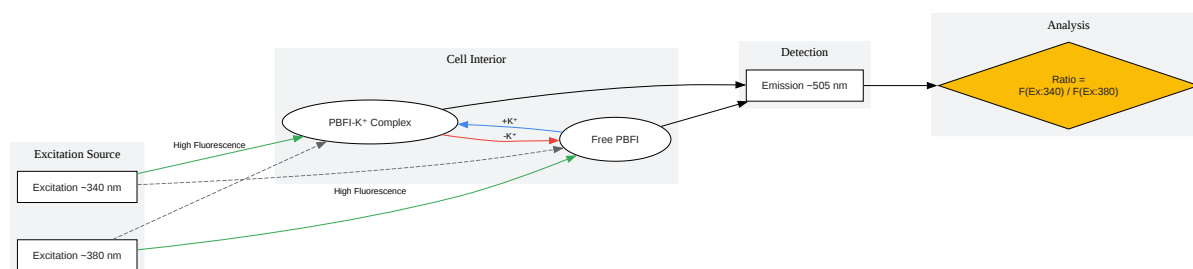 Analysis
Ratio =
F(Ex:340) / F(Ex:380)
Detection
Emission ~505 nm
Cell Interior
PBFI-K⁺ Complex
+K⁺
-K⁺
Free PBFI
High Fluorescence
High Fluorescence
Excitation Source
Excitation ~340 nm
Excitation ~380 nm